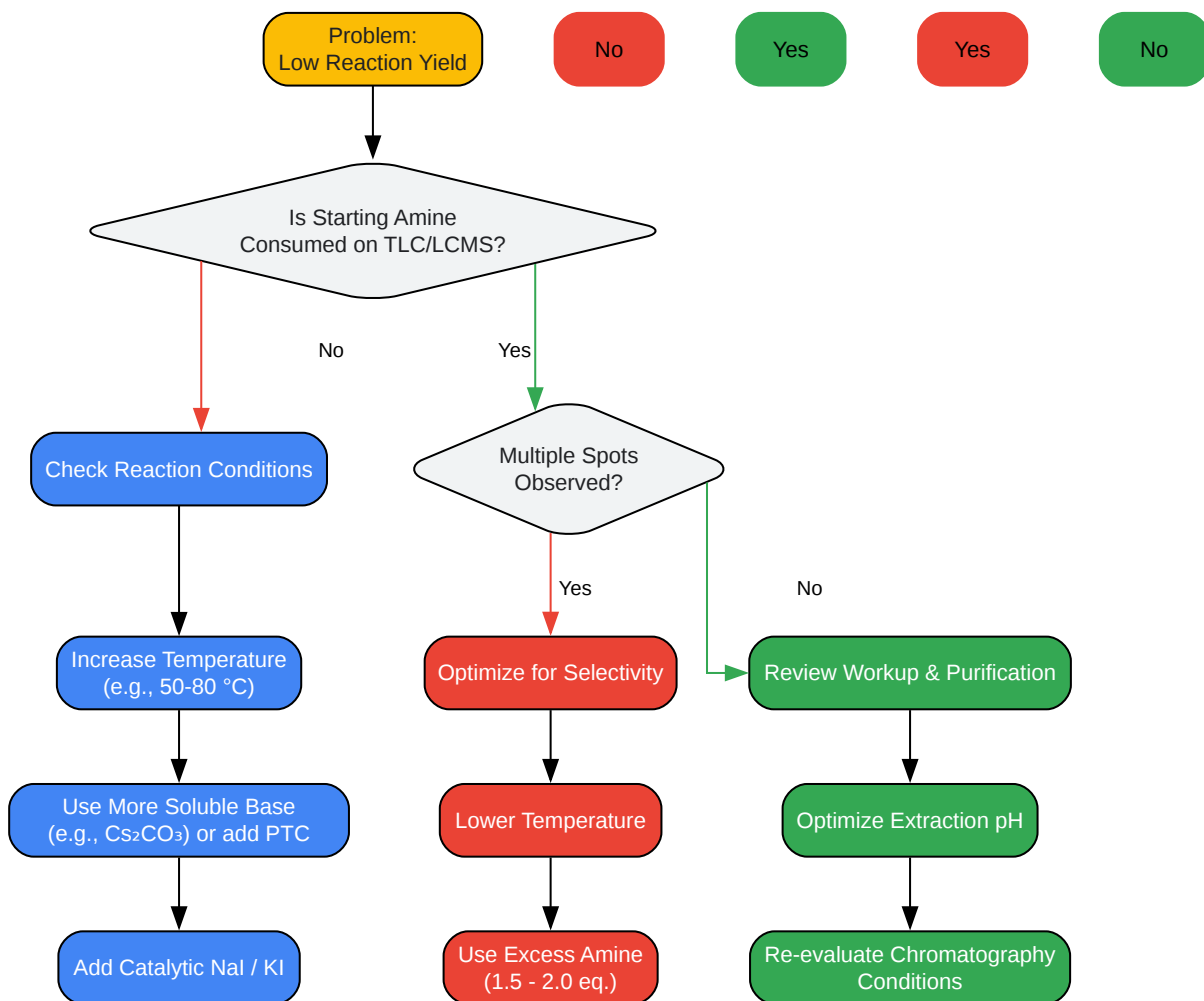 Problem:
Low Reaction Yield
No
Yes
Yes
No
Is Starting Amine
Consumed on TLC/LCMS?
No
Yes
Check Reaction Conditions
Multiple Spots
Observed?
Yes
No
Increase Temperature
(e.g., 50-80 °C)
Optimize for Selectivity
Review Workup & Purification
Use More Soluble Base
(e.g., Cs₂CO₃) or add PTC
Lower Temperature
Optimize Extraction pH
Add Catalytic NaI / KI
Use Excess Amine
(1.5 - 2.0 eq.)
Re-evaluate Chromatography
Conditions